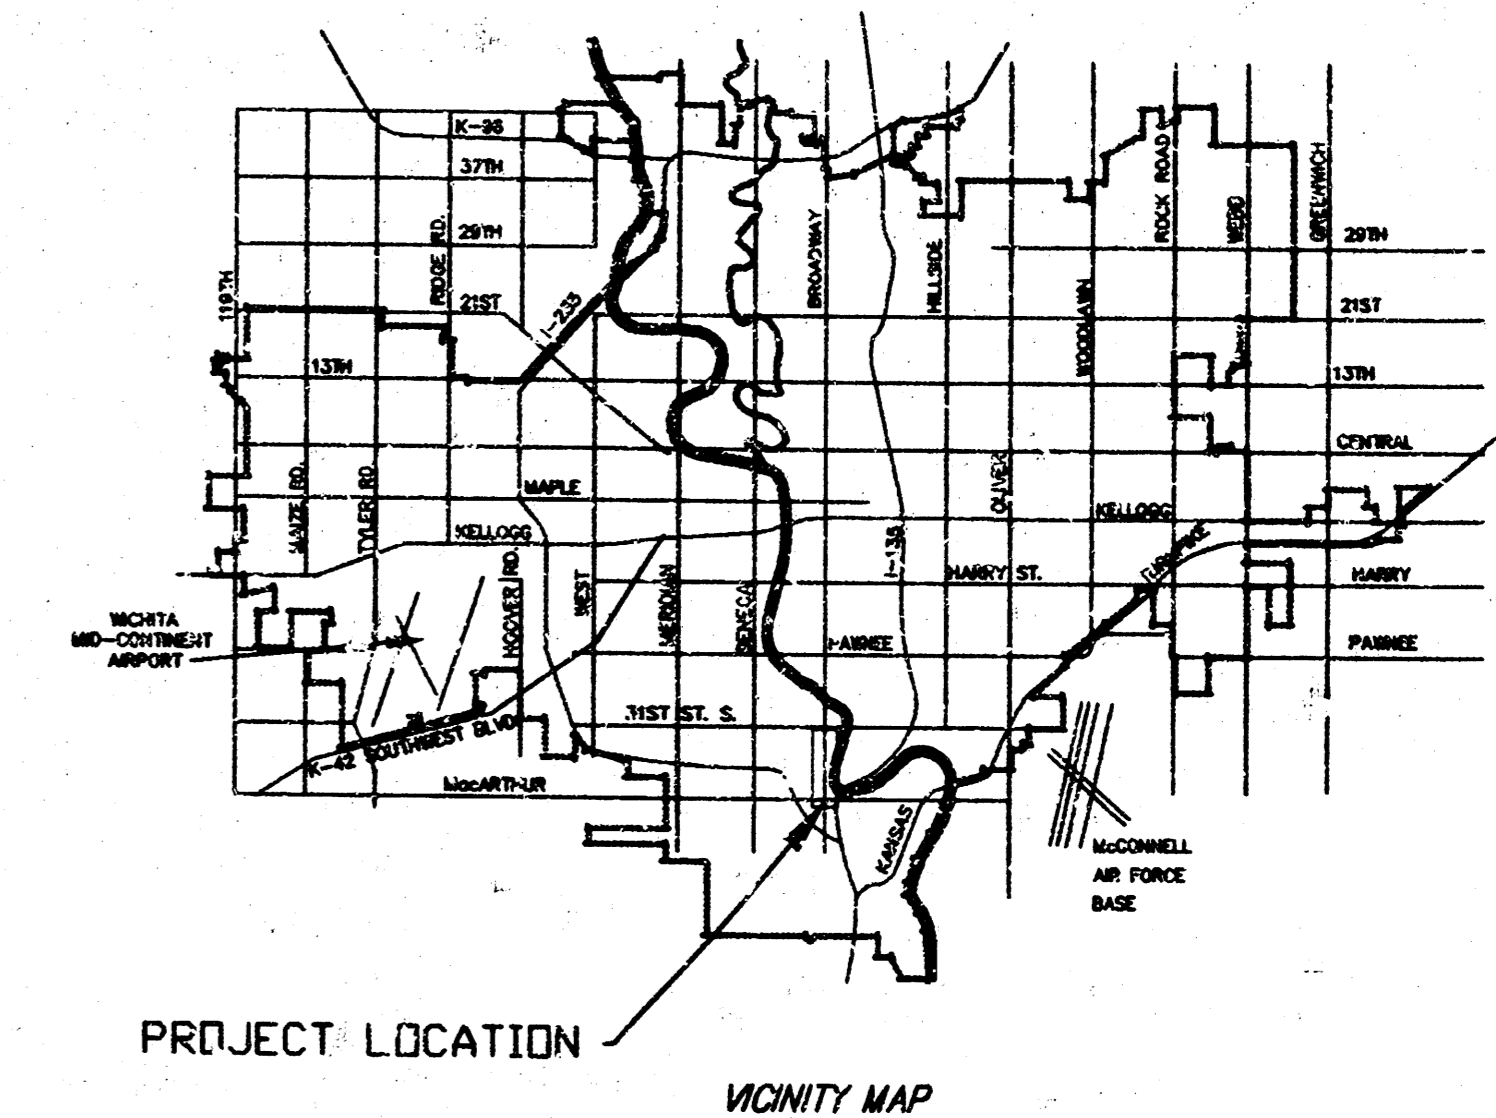 K-96
37TH
29TH
RIDGE RD.
119TH
21ST
I-235
13TH
BROADWAY
HILLSIDE
WOODLAWN
ROCK ROAD
WEBB
GREENWICH
29TH
21ST
13TH
CENTRAL
MAIZE RD.
TYLER RD
MAPLE
KELLOGG
HOOVER RD.
WEST
MERIDIAN
SENECA
I-135
OLIVER
KELLOGG
TURNPIKE
HARRY ST.
HARRY
PAWNEE
PAWNEE
WICHITA
MID-CONTINENT
AIRPORT
31ST ST. S.
K-42 SOUTHWEST BLVD
MacARTHUR
KANSAS
McCONNELL
AIR FORCE
BASE
PROJECT LOCATION
VICINITY MAP